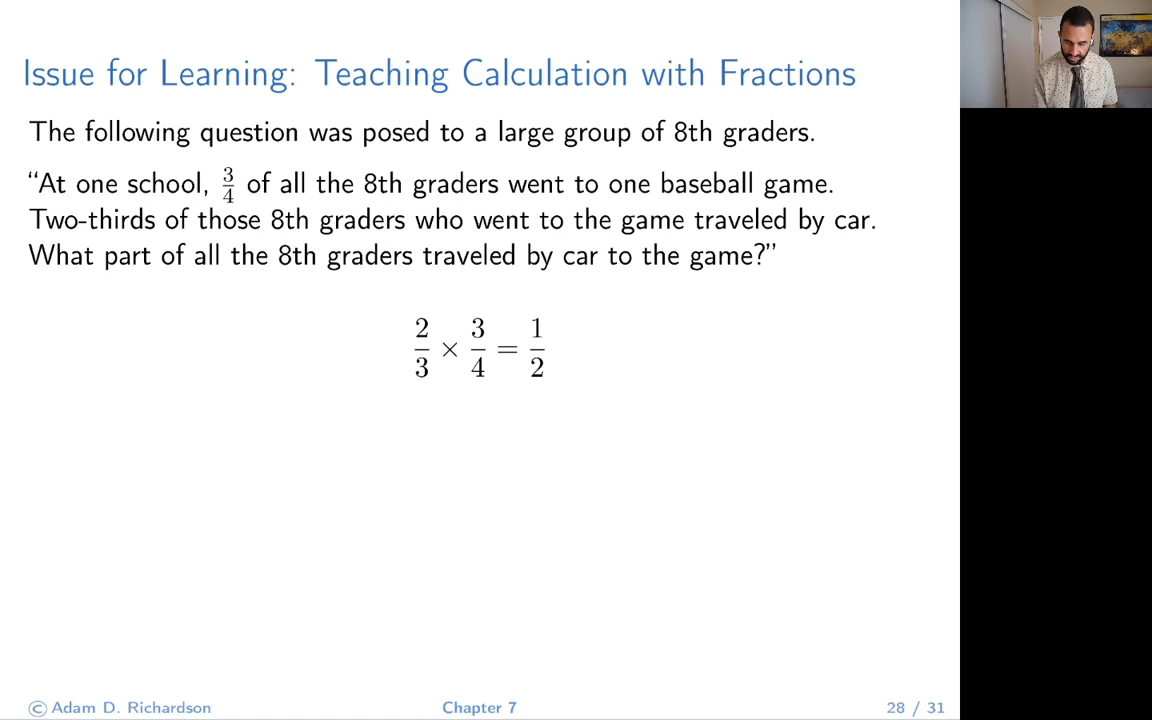 Issue for Learning: Teaching Calculation with Fractions
The following question was posed to a large group of 8th graders.
“At one school, 3/4 of all the 8th graders went to one baseball game.
Two-thirds of those 8th graders who went to the game traveled by car.
What part of all the 8th graders traveled by car to the game?”
2/3 × 3/4 = 1/2
© Adam D. Richardson Chapter 7 28 / 31